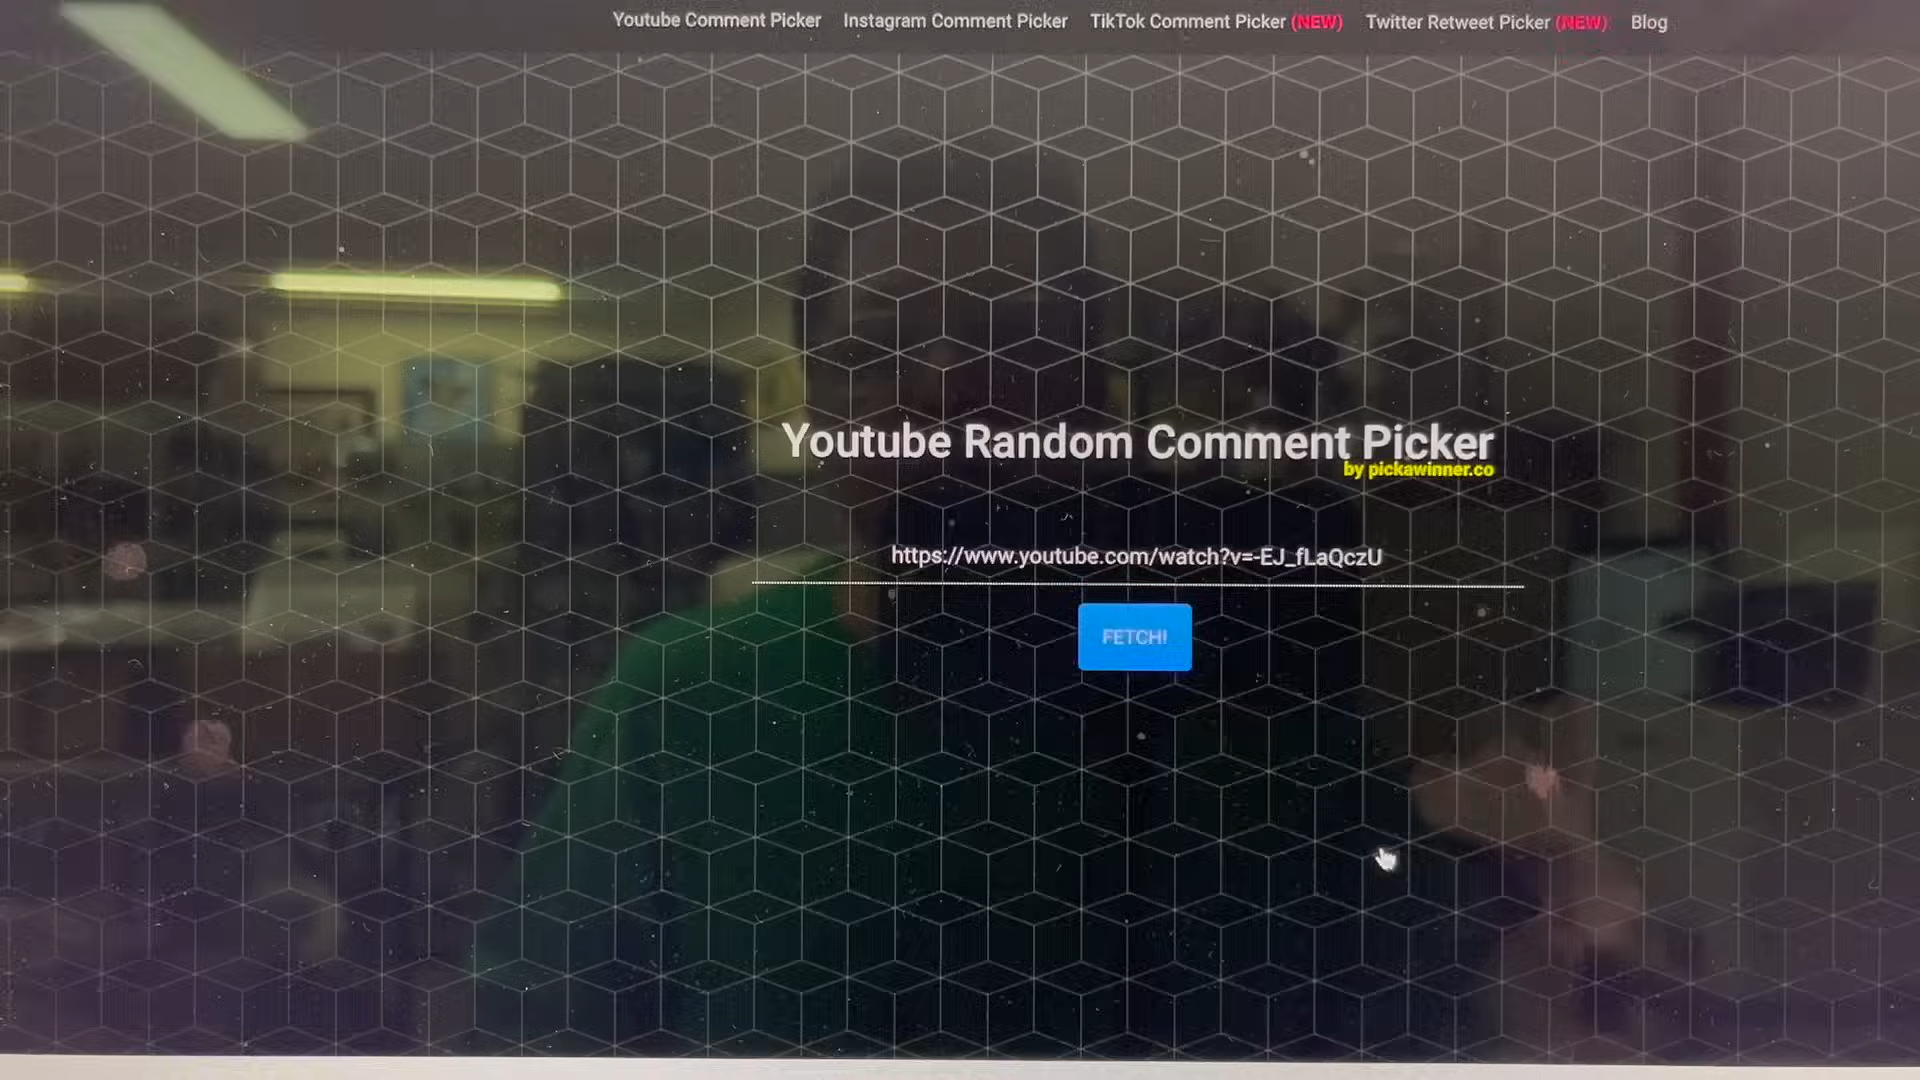 Youtube Comment Picker Instagram Comment Picker TikTok Comment Picker (NEW) Twitter Retweet Picker (NEW) Blog
Youtube Random Comment Picker
by pickawinner.co
https://www.youtube.com/watch?v=-EJ_fLaQczU
FETCH!